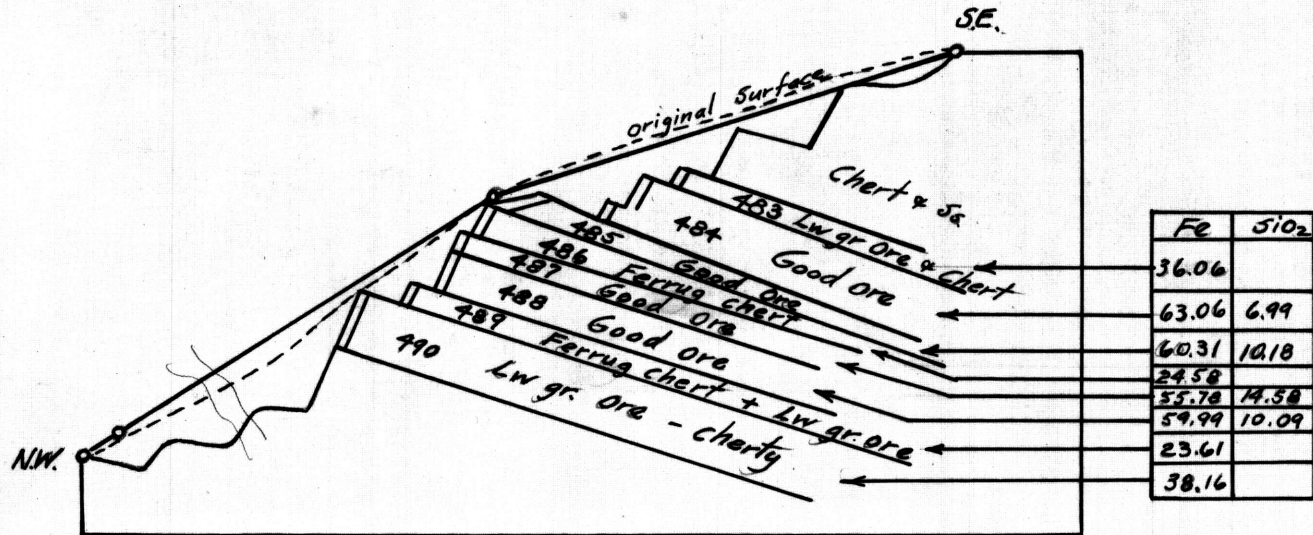 S.E.
original Surface
Chert & Ss.
483 Lw gr Ore & Chert
484 Good ore
485 Good ore
486 Ferrug chert
487 Good ore
488 Good ore
489 Ferrug chert + Lw gr. ore
490 Lw gr. Ore - cherty
N.W.
Fe SiO2
36.06
63.06 6.99
60.31 10.18
24.58
55.78 14.58
59.99 10.09
23.61
38.16